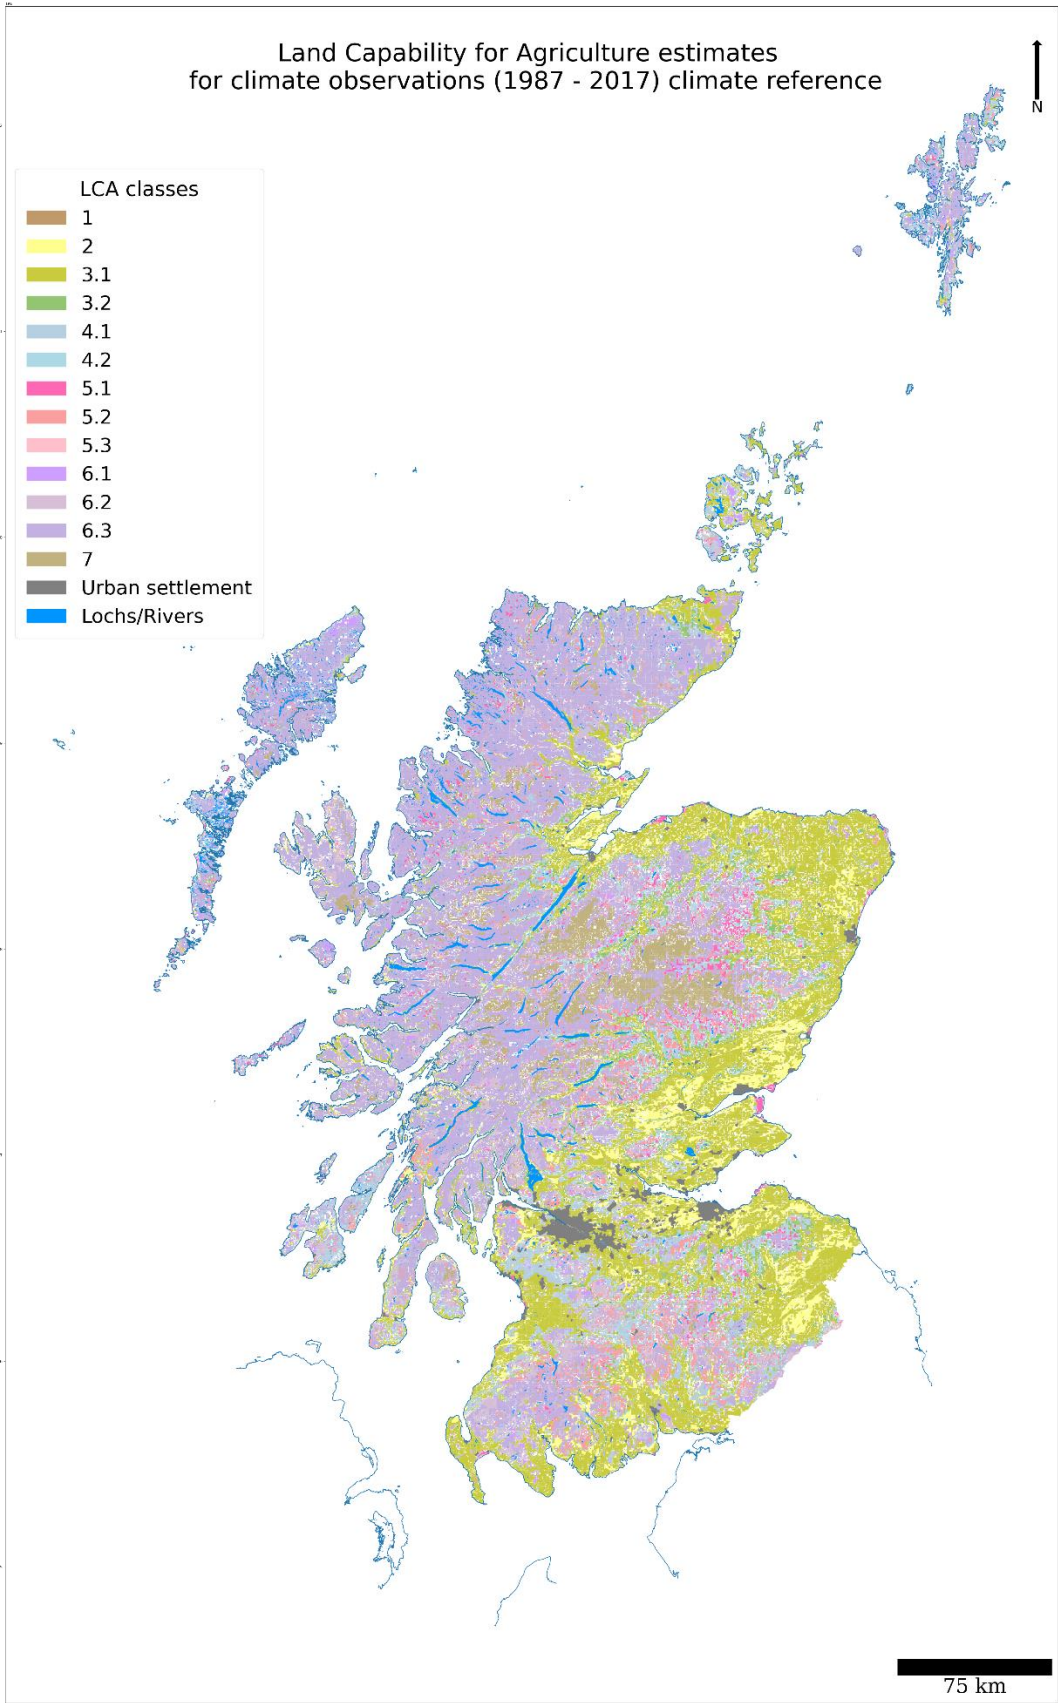 Land Capability for Agriculture estimates
for climate observations (1987 - 2017) climate reference
N
LCA classes
1
2
3.1
3.2
4.1
4.2
5.1
5.2
5.3
6.1
6.2
6.3
7
Urban settlement
Lochs/Rivers
75 km